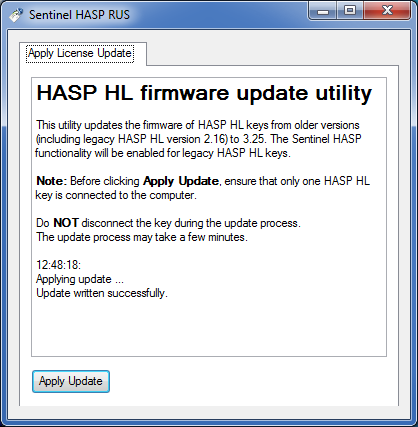 Sentinel HASP RUS
Apply License Update
HASP HL firmware update utility
This utility updates the firmware of HASP HL keys from older versions
(including legacy HASP HL version 2.16) to 3.25. The Sentinel HASP
functionality will be enabled for legacy HASP HL keys.
Note: Before clicking Apply Update, ensure that only one HASP HL
key is connected to the computer.
Do NOT disconnect the key during the update process.
The update process may take a few minutes.
12:48:18:
Applying update ...
Update written successfully.
Apply Update